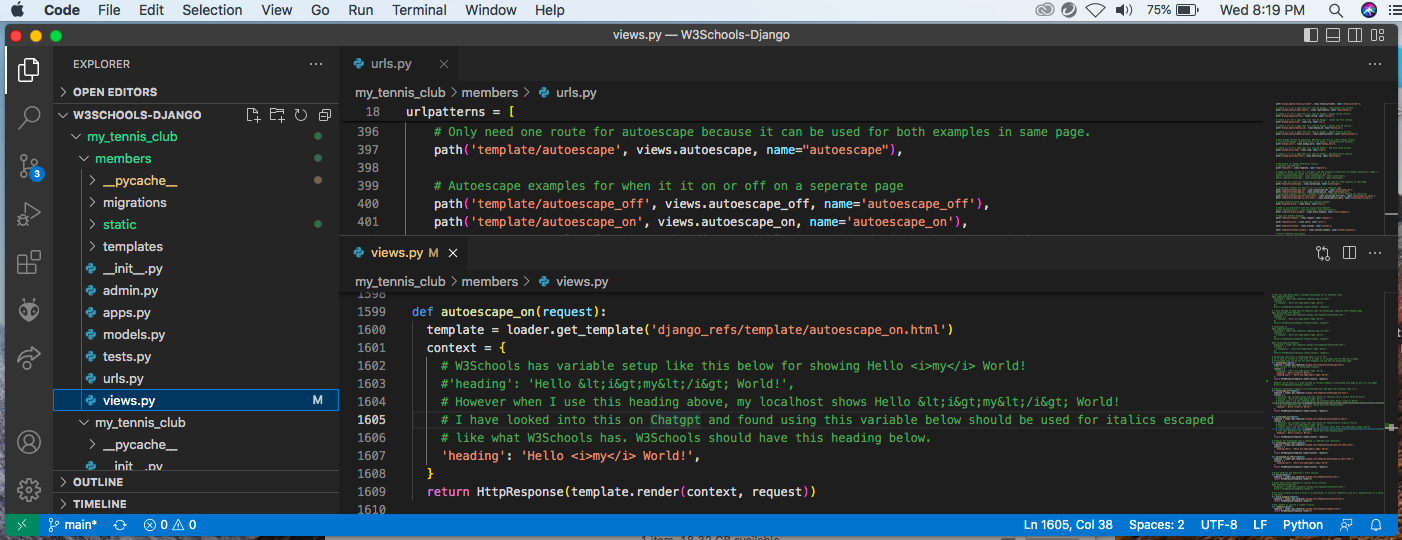 Code File Edit Selection View Go Run Terminal Window Help 75% Wed 8:19 PM
views.py — W3Schools-Django
EXPLORER
OPEN EDITORS
W3SCHOOLS-DJANGO
my_tennis_club
members
__pycache__
migrations
static
templates
__init__.py
admin.py
apps.py
models.py
tests.py
urls.py
views.py M
my_tennis_club
__pycache__
__init__.py
OUTLINE
TIMELINE
3
urls.py
my_tennis_club > members > urls.py
18 urlpatterns = [
396 # Only need one route for autoescape because it can be used for both examples in same page.
397 path('template/autoescape', views.autoescape, name="autoescape"),
398
399 # Autoescape examples for when it it on or off on a seperate page
400 path('template/autoescape_off', views.autoescape_off, name='autoescape_off'),
401 path('template/autoescape_on', views.autoescape_on, name='autoescape_on'),
views.py M
my_tennis_club > members > views.py
1598
1599 def autoescape_on(request):
1600 template = loader.get_template('django_refs/template/autoescape_on.html')
1601 context = {
1602 # W3Schools has variable setup like this below for showing Hello <i>my</i> World!
1603 #'heading': 'Hello &lt;i&gt;my&lt;/i&gt; World!',
1604 # However when I use this heading above, my localhost shows Hello &lt;i&gt;my&lt;/i&gt; World!
1605 # I have looked into this on Chatgpt and found using this variable below should be used for italics escaped
1606 # like what W3Schools has. W3Schools should have this heading below.
1607 'heading': 'Hello <i>my</i> World!',
1608 }
1609 return HttpResponse(template.render(context, request))
1610
main* 0 0 Ln 1605, Col 38 Spaces: 2 UTF-8 LF Python